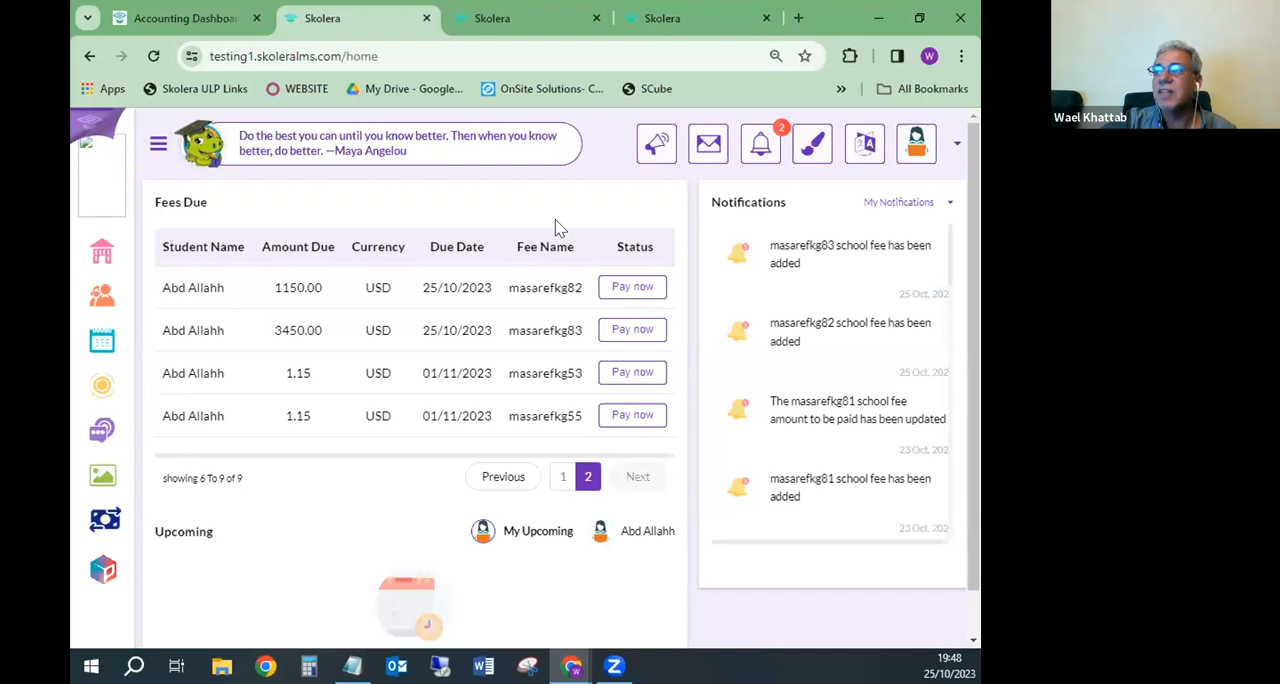 Accounting Dashboar
Skolera
Skolera
Skolera
testing1.skoleralms.com/home
Apps
Skolera ULP Links
WEBSITE
My Drive - Google...
OnSite Solutions- C...
SCube
»
All Bookmarks
W
Wael Khattab
Do the best you can until you know better. Then when you know
better, do better. —Maya Angelou
2
Fees Due
Student Name Amount Due Currency Due Date Fee Name Status
Abd Allahh 1150.00 USD 25/10/2023 masarefkg82 Pay now
Abd Allahh 3450.00 USD 25/10/2023 masarefkg83 Pay now
Abd Allahh 1.15 USD 01/11/2023 masarefkg53 Pay now
Abd Allahh 1.15 USD 01/11/2023 masarefkg55 Pay now
showing 6 To 9 of 9
Previous 1 2 Next
Upcoming
My Upcoming
Abd Allahh
Notifications
My Notifications
masarefkg83 school fee has been
added
25 Oct, 202
masarefkg82 school fee has been
added
25 Oct, 202
The masarefkg81 school fee
amount to be paid has been updated
23 Oct, 202
masarefkg81 school fee has been
added
23 Oct, 202
19:48
25/10/2023